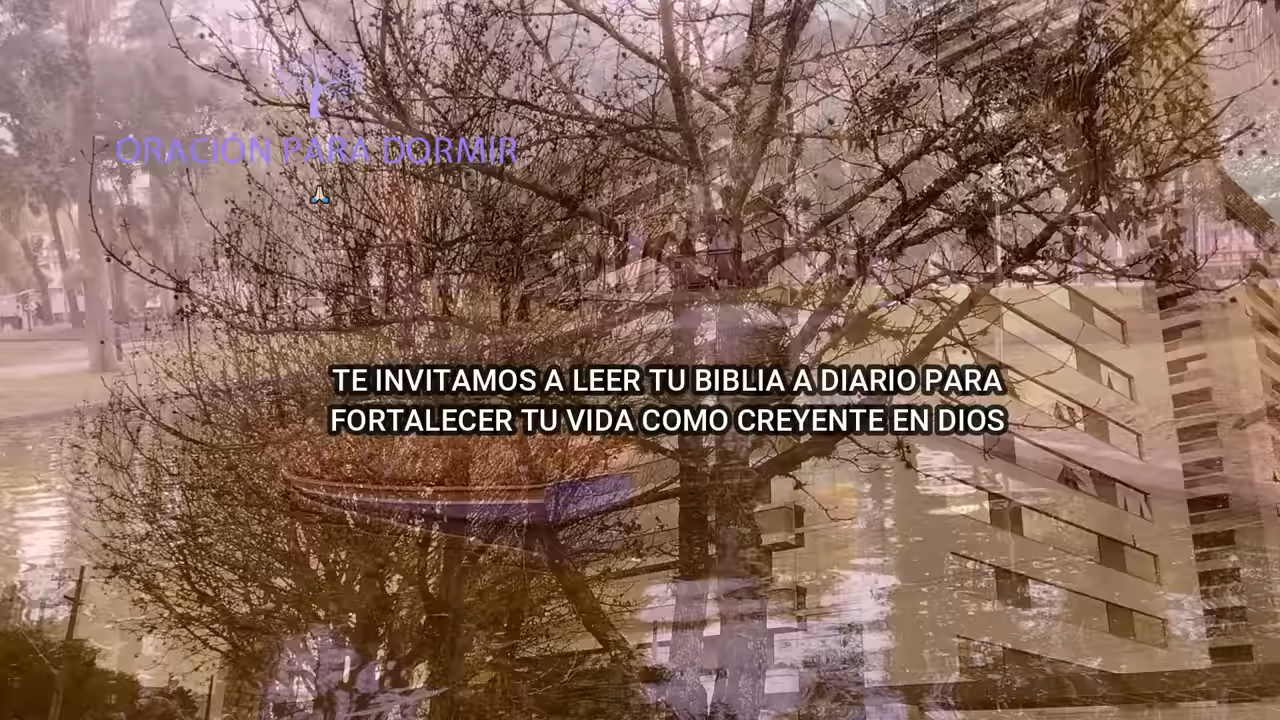 ORACIÓN PARA DORMIR
TE INVITAMOS A LEER TU BIBLIA A DIARIO PARA
FORTALECER TU VIDA COMO CREYENTE EN DIOS